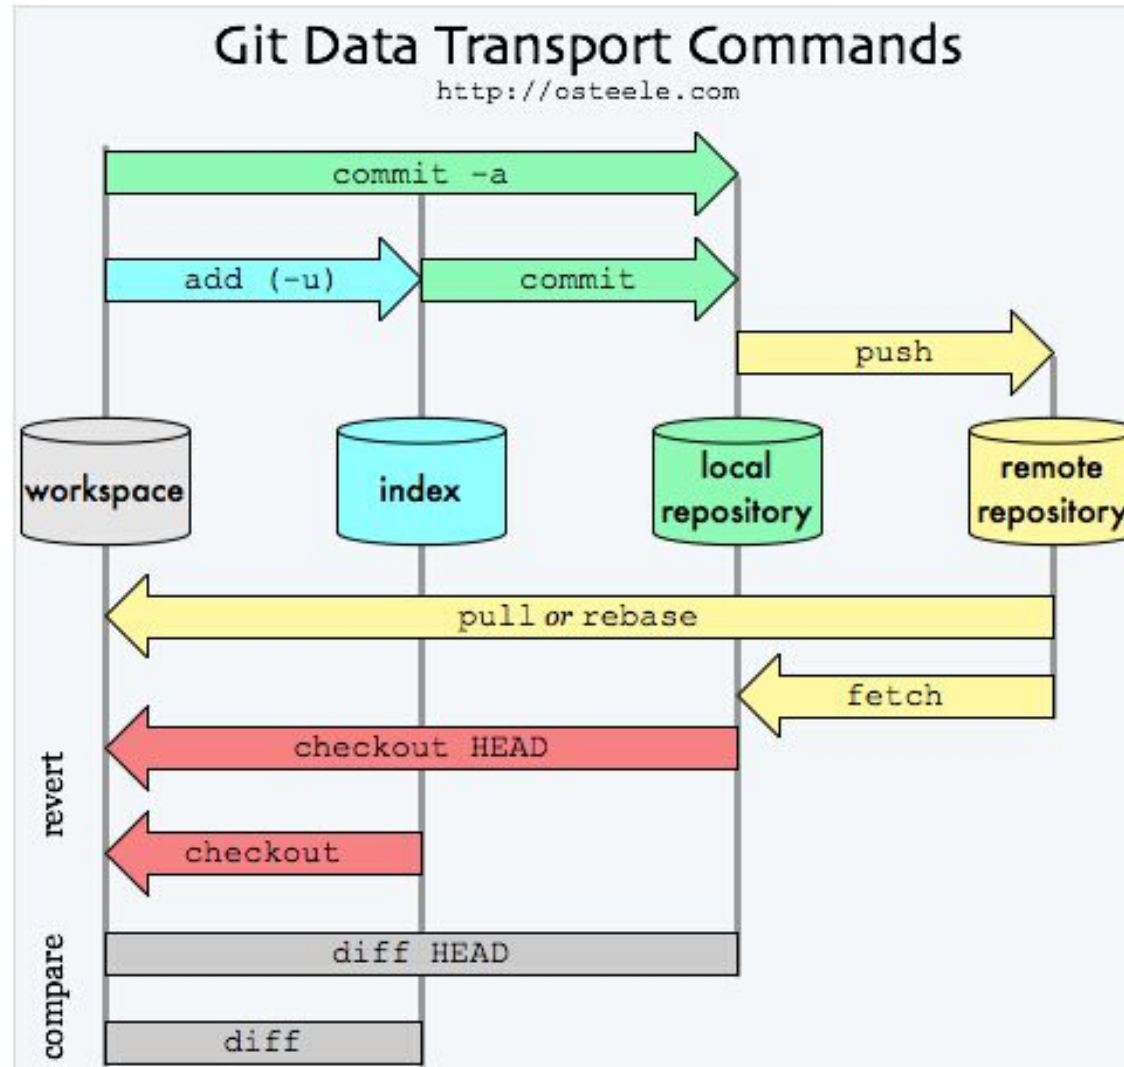 Git Data Transport Commands
http://osteele.com
commit -a
add (-u)
commit
push
workspace
index
local
repository
remote
repository
pull or rebase
fetch
revert
checkout HEAD
checkout
compare
diff HEAD
diff